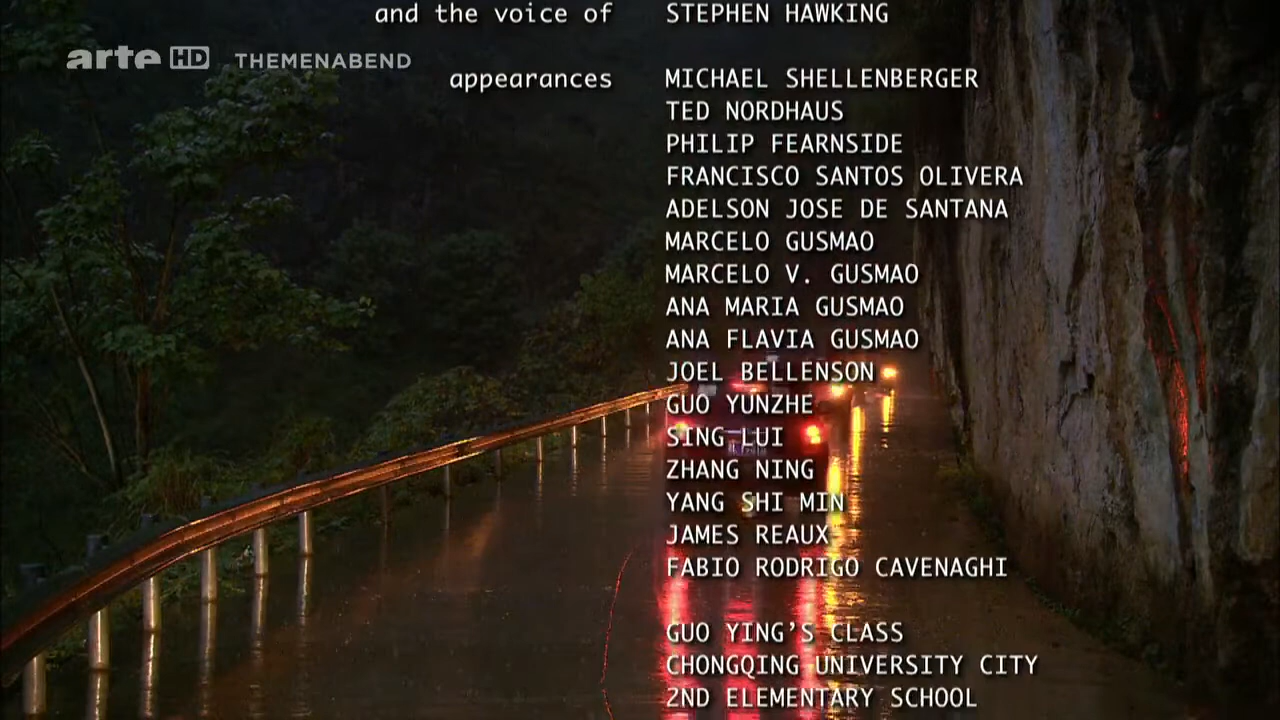 and the voice of STEPHEN HAWKING
arte HD THEMENABEND
appearances MICHAEL SHELLENBERGER
TED NORDHAUS
PHILIP FEARNSIDE
FRANCISCO SANTOS OLIVERA
ADELSON JOSE DE SANTANA
MARCELO GUSMAO
MARCELO V. GUSMAO
ANA MARIA GUSMAO
ANA FLAVIA GUSMAO
JOEL BELLENSON
GUO YUNZHE
SING LUI
ZHANG NING
YANG SHI MIN
JAMES REAUX
FABIO RODRIGO CAVENAGHI
GUO YING'S CLASS
CHONGQING UNIVERSITY CITY
2ND ELEMENTARY SCHOOL